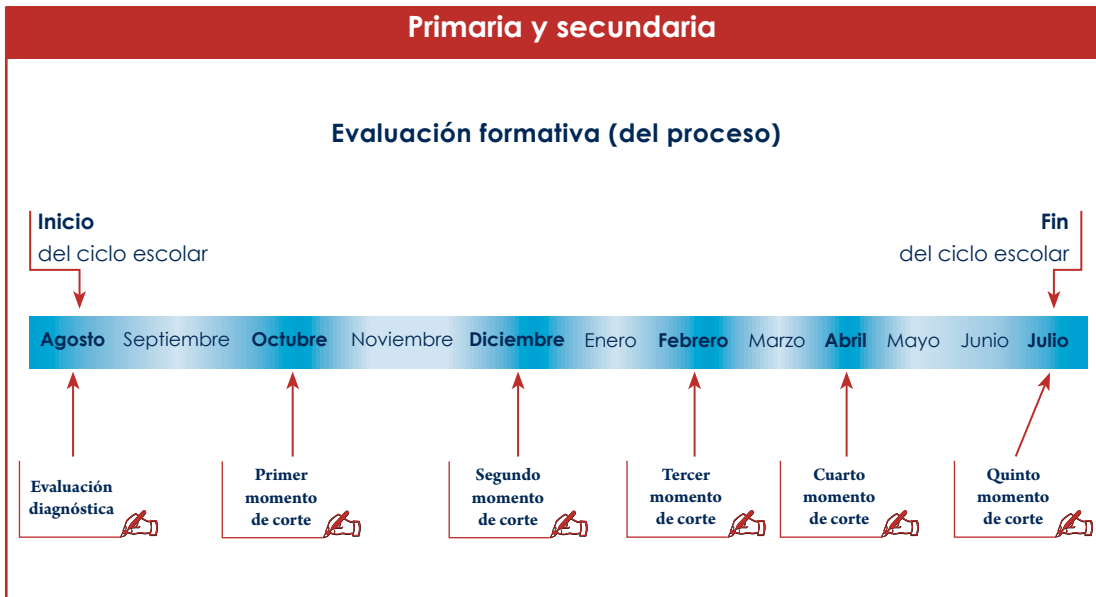 Primaria y secundaria
Evaluación formativa (del proceso)
Inicio
del ciclo escolar
Fin
del ciclo escolar
Agosto Septiembre Octubre Noviembre Diciembre Enero Febrero Marzo Abril Mayo Junio Julio
Evaluación
diagnóstica
Primer
momento
de corte
Segundo
momento
de corte
Tercer
momento
de corte
Cuarto
momento
de corte
Quinto
momento
de corte